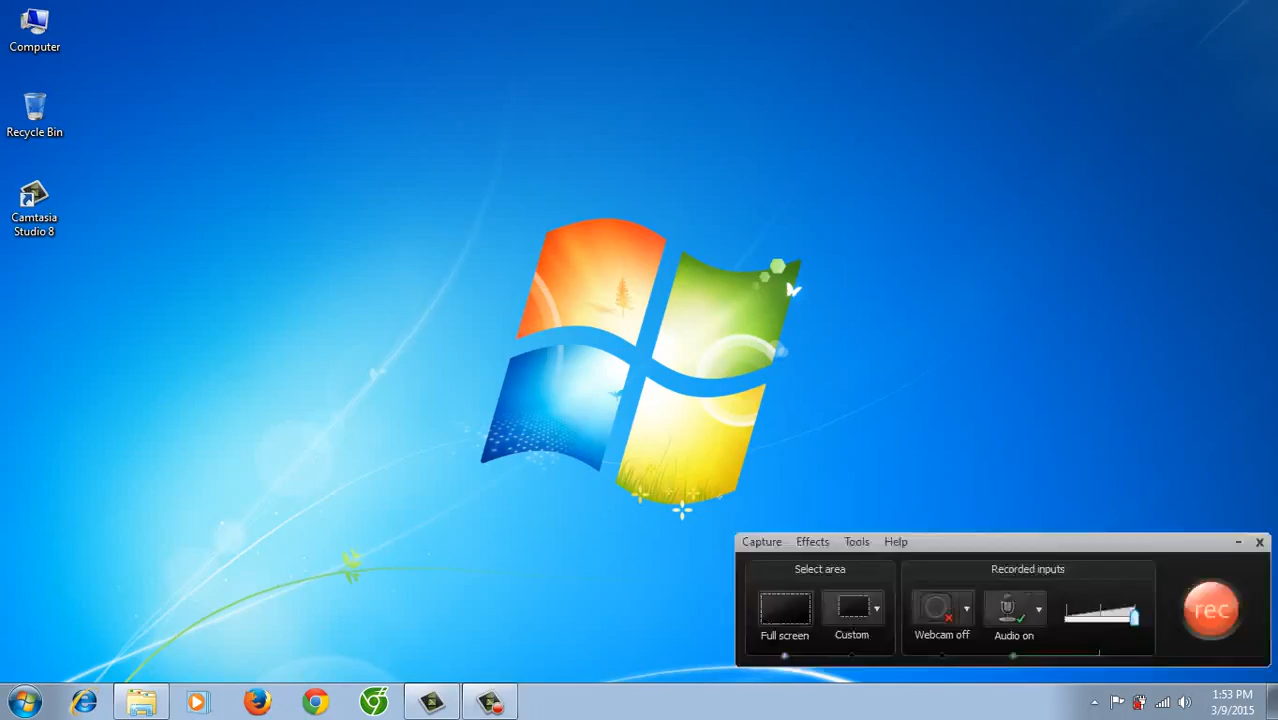 Computer
Recycle Bin
Camtasia
Studio 8
Capture Effects Tools Help
Select area
Recorded inputs
Full screen
Custom
Webcam off
Audio on
rec
1:53 PM
3/9/2015